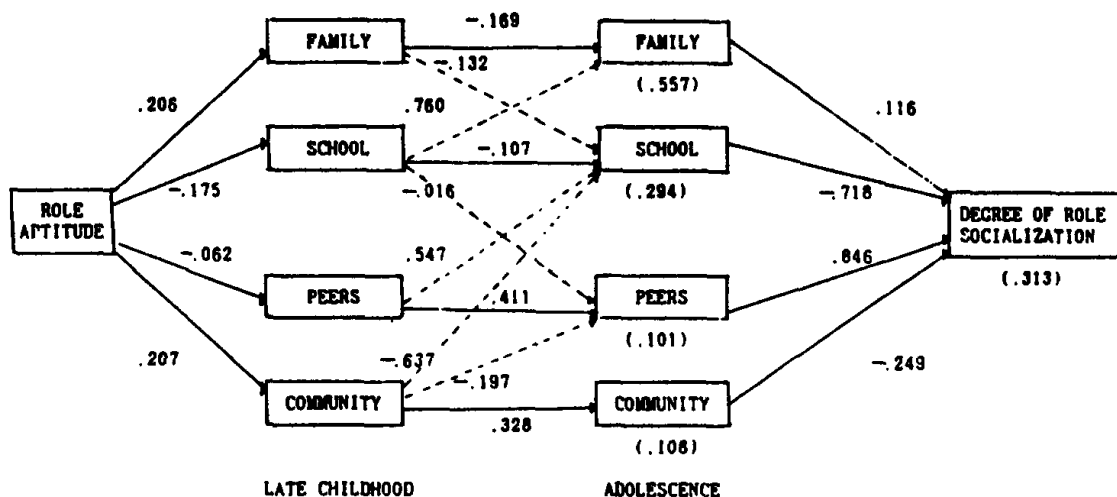 -.169
FAMILY
FAMILY
-.132
(.557)
.206
.760
.116
SCHOOL
-.107
SCHOOL
-.175
-.016
(.294)
-.718
ROLE
APTITUDE
DEGREE OF ROLE
SOCIALIZATION
-.062
.547
.846
(.313)
PEERS
.411
PEERS
(.101)
.207
-.637
-.197
-.249
COMMUNITY
COMMUNITY
.328
(.108)
LATE CHILDHOOD
ADOLESCENCE